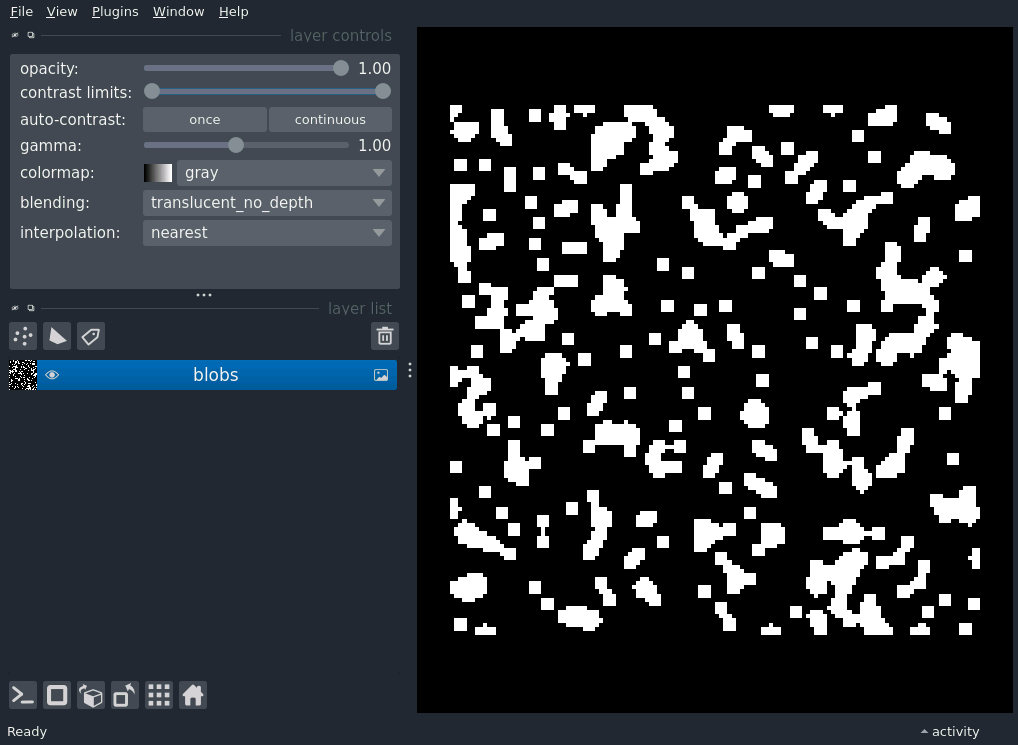 File View Plugins Window Help
layer controls
opacity: 1.00
contrast limits:
auto-contrast: once continuous
gamma: 1.00
colormap: gray
blending: translucent_no_depth
interpolation: nearest
layer list
blobs
Ready activity